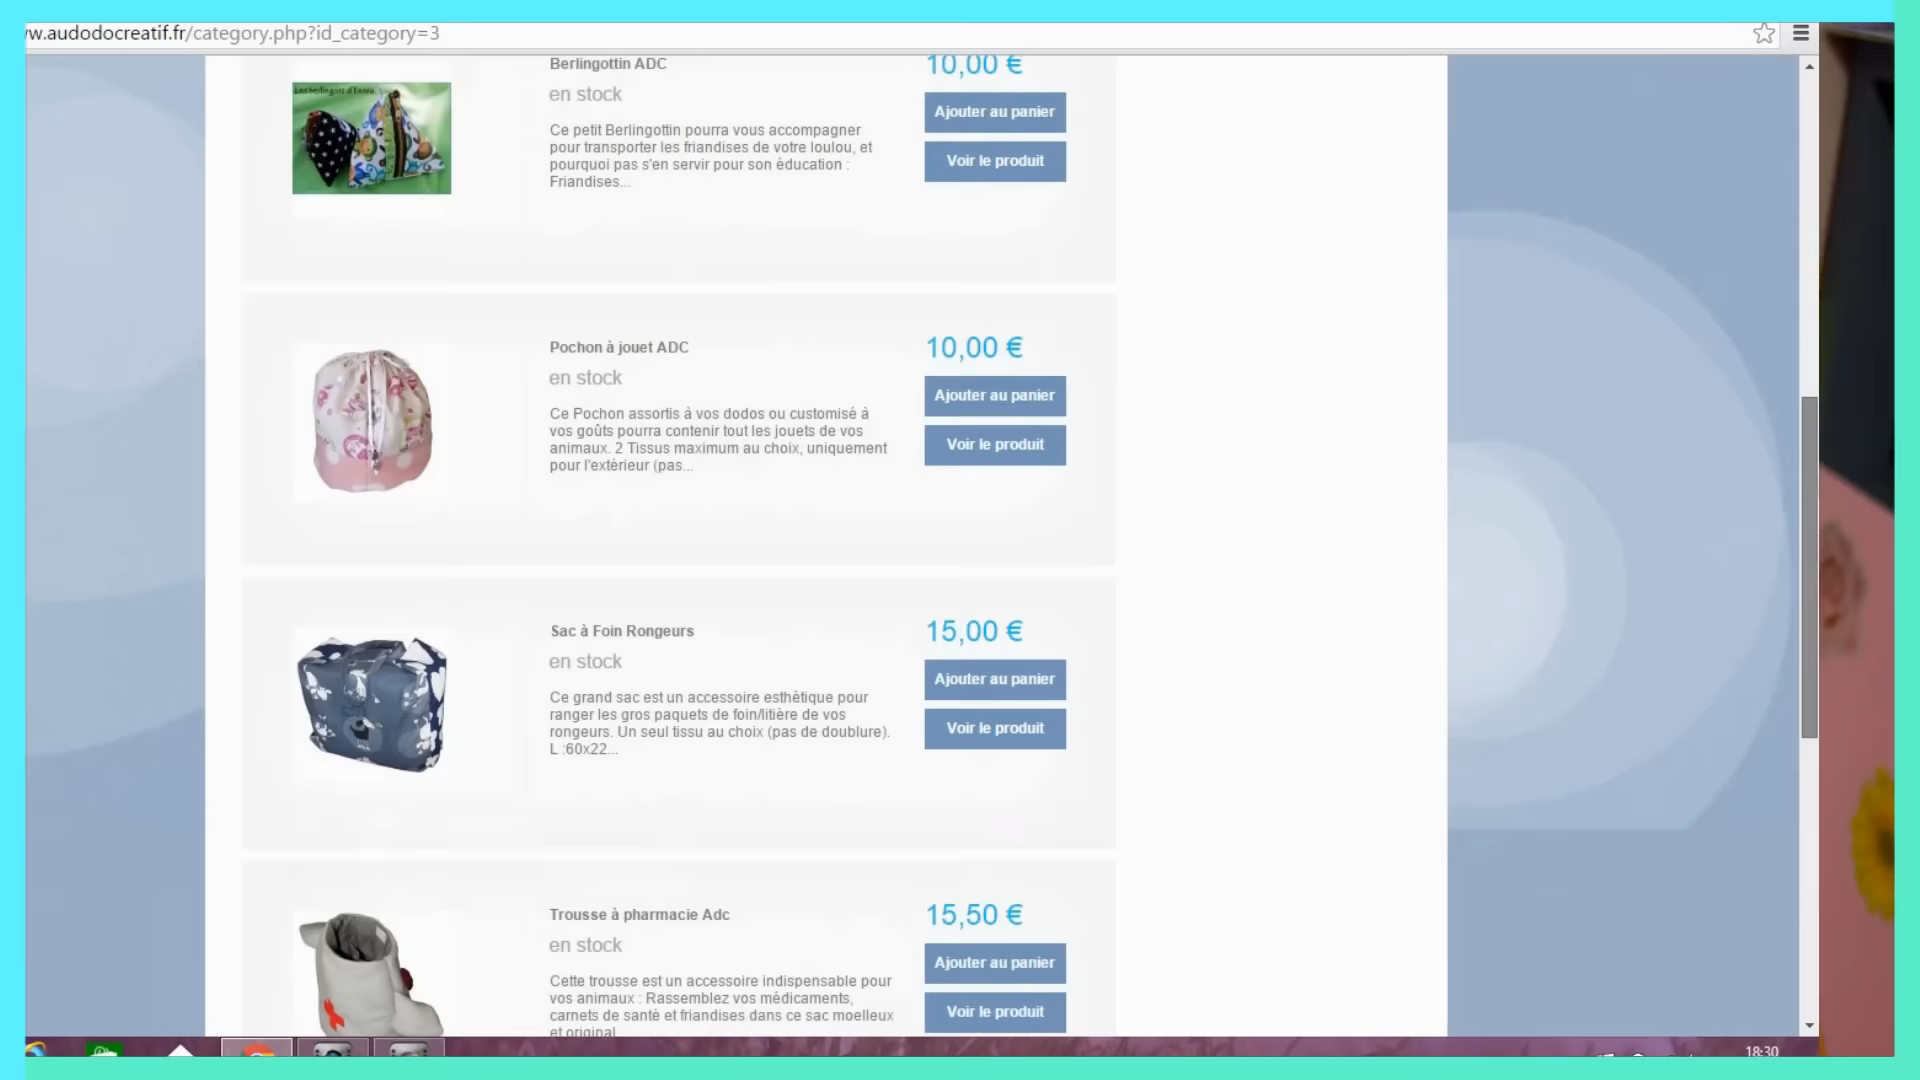 w.audodocreatif.fr/category.php?id_category=3
Berlingottin ADC
en stock
Ce petit Berlingottin pourra vous accompagner
pour transporter les friandises de votre loulou, et
pourquoi pas s'en servir pour son éducation :
Friandises...
10,00 €
Ajouter au panier
Voir le produit
Les berlingots d'Enora
Pochon à jouet ADC
en stock
Ce Pochon assortis à vos dodos ou customisé à
vos goûts pourra contenir tout les jouets de vos
animaux. 2 Tissus maximum au choix, uniquement
pour l'extérieur (pas...
10,00 €
Ajouter au panier
Voir le produit
Sac à Foin Rongeurs
en stock
Ce grand sac est un accessoire esthétique pour
ranger les gros paquets de foin/litière de vos
rongeurs. Un seul tissu au choix (pas de doublure).
L :60x22...
15,00 €
Ajouter au panier
Voir le produit
Trousse à pharmacie Adc
en stock
Cette trousse est un accessoire indispensable pour
vos animaux : Rassemblez vos médicaments,
carnets de santé et friandises dans ce sac moelleux
et original
15,50 €
Ajouter au panier
Voir le produit
18:30